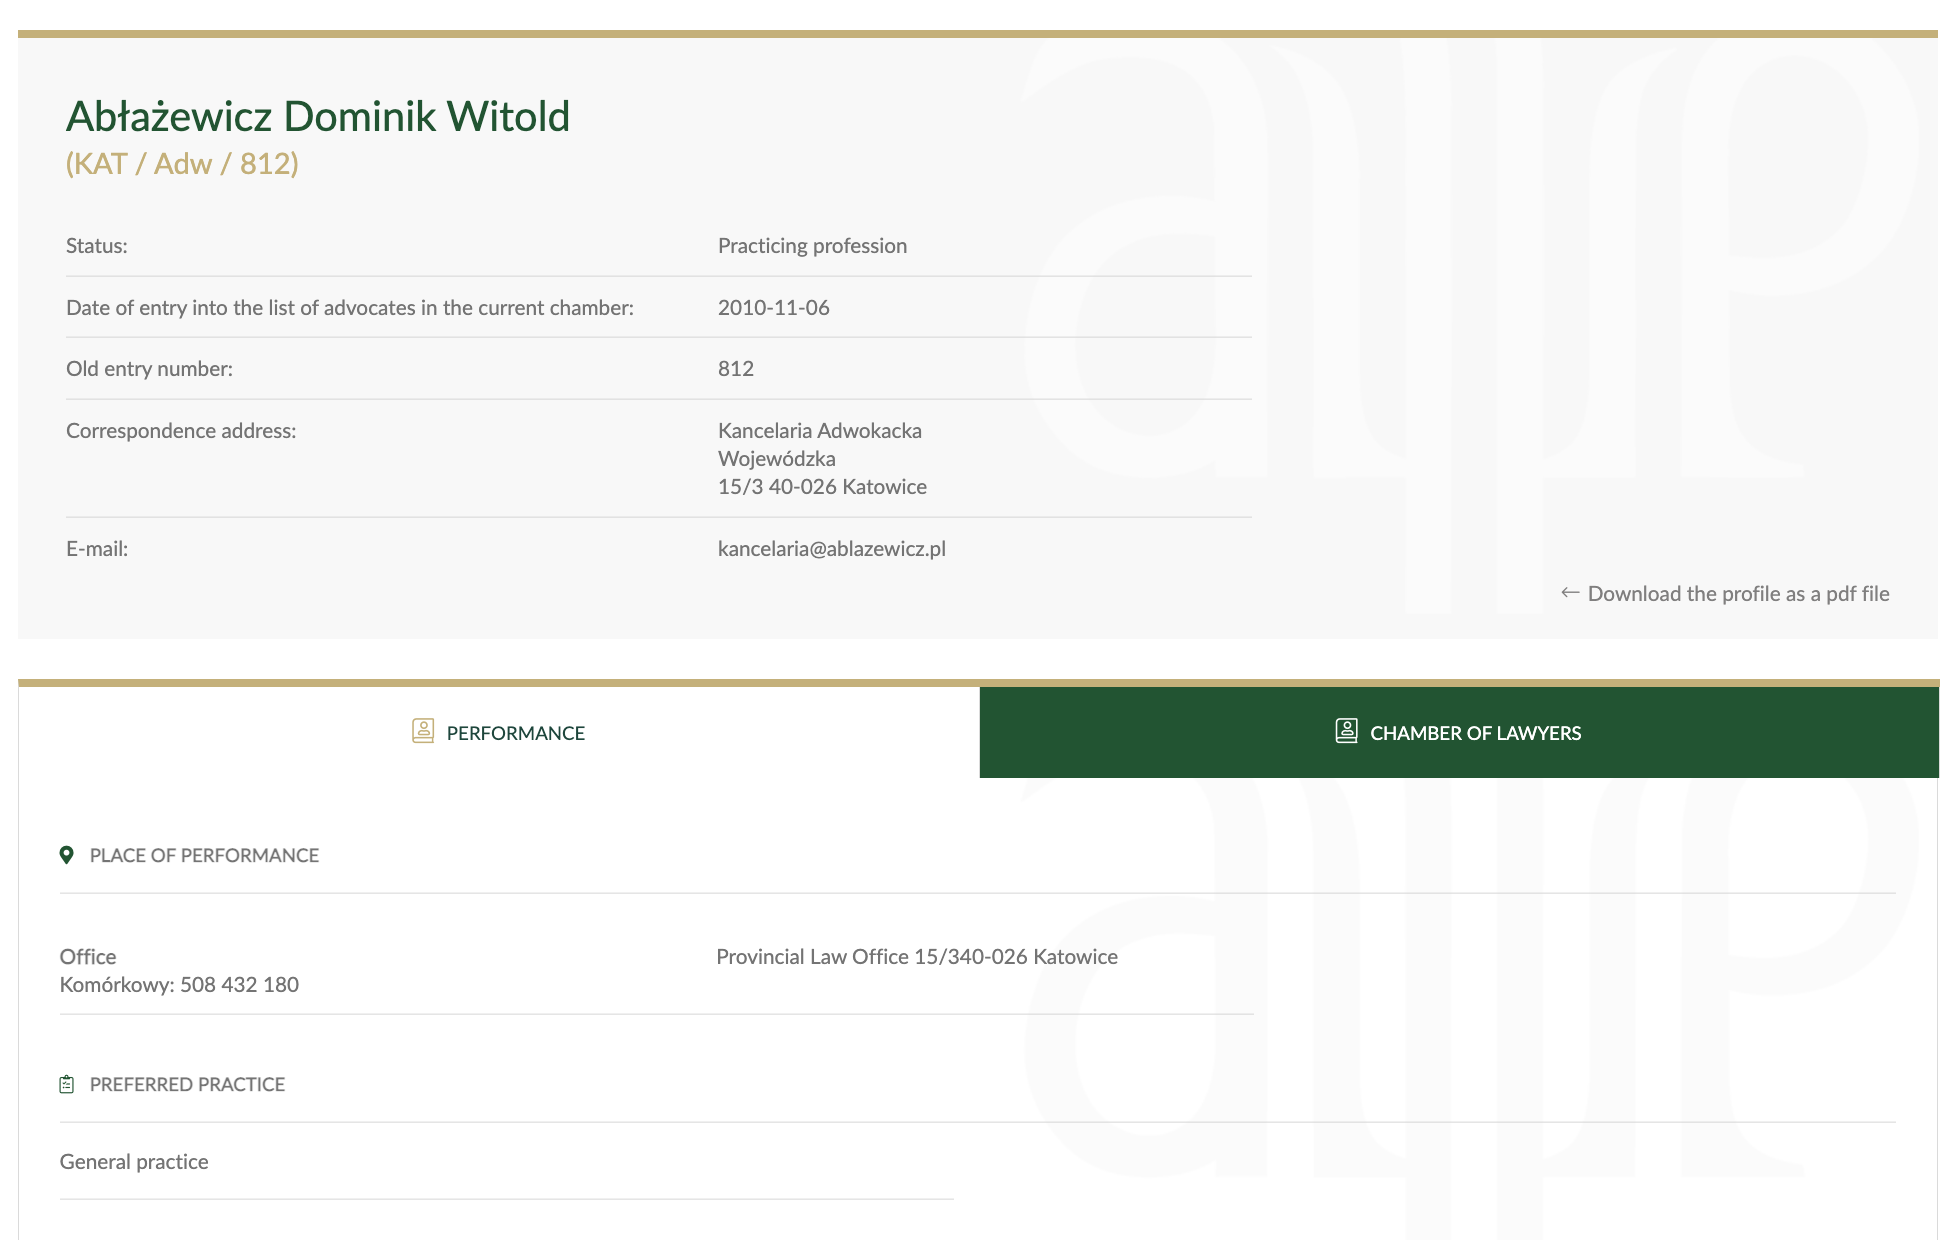 Abłażewicz Dominik Witold
(KAT / Adw / 812)
Status: Practicing profession
Date of entry into the list of advocates in the current chamber: 2010-11-06
Old entry number: 812
Correspondence address: Kancelaria Adwokacka
Wojewódzka
15/3 40-026 Katowice
E-mail: kancelaria@ablazewicz.pl
← Download the profile as a pdf file
PERFORMANCE
CHAMBER OF LAWYERS
PLACE OF PERFORMANCE
Office Provincial Law Office 15/340-026 Katowice
Komórkowy: 508 432 180
PREFERRED PRACTICE
General practice